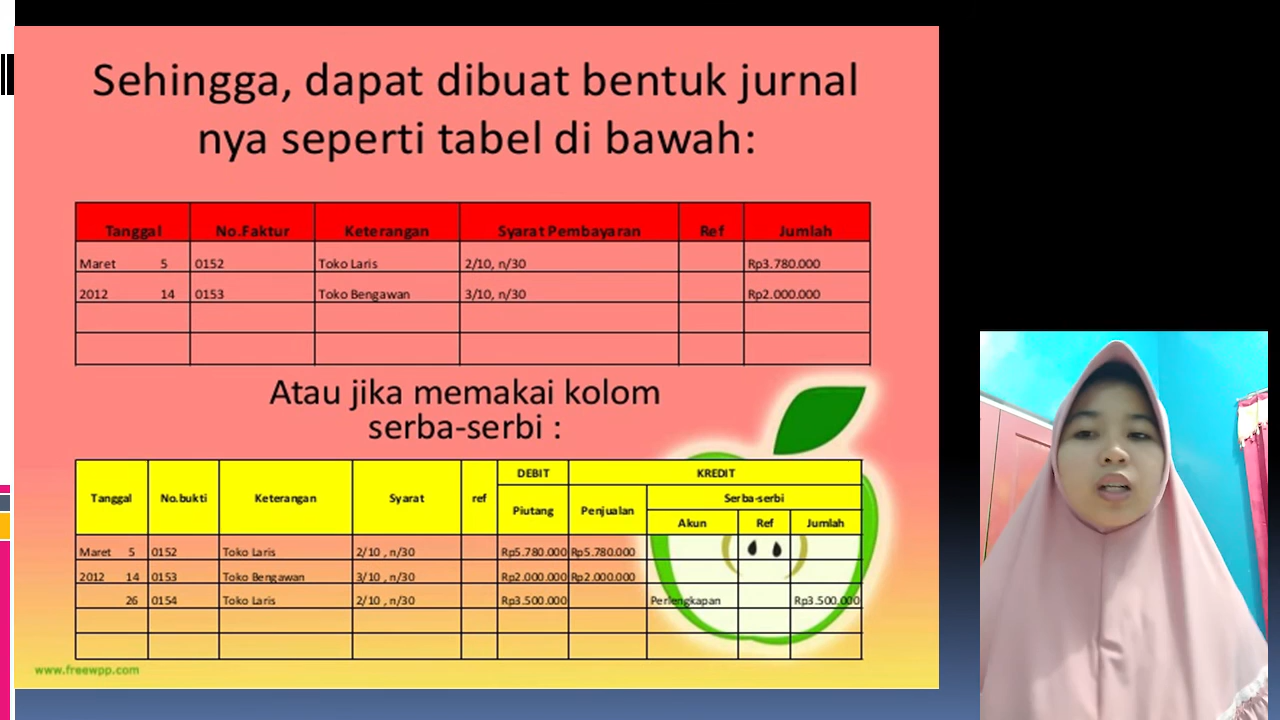 Sehingga, dapat dibuat bentuk jurnal
nya seperti tabel di bawah:
Tanggal No.Faktur Keterangan Syarat Pembayaran Ref Jumlah
Maret 5 0152 Toko Laris 2/10, n/30 Rp3.780.000
2012 14 0153 Toko Bengawan 3/10, n/30 Rp2.000.000
Atau jika memakai kolom
serba-serbi :
Tanggal No.bukti Keterangan Syarat ref DEBIT KREDIT
Piutang Penjualan Serba-serbi
Akun Ref Jumlah
Maret 5 0152 Toko Laris 2/10 , n/30 Rp5.780.000 Rp5.780.000
2012 14 0153 Toko Bengawan 3/10 , n/30 Rp2.000.000 Rp2.000.000
26 0154 Toko Laris 2/10 , n/30 Rp3.500.000 Perlengkapan Rp3.500.000
www.freewpp.com